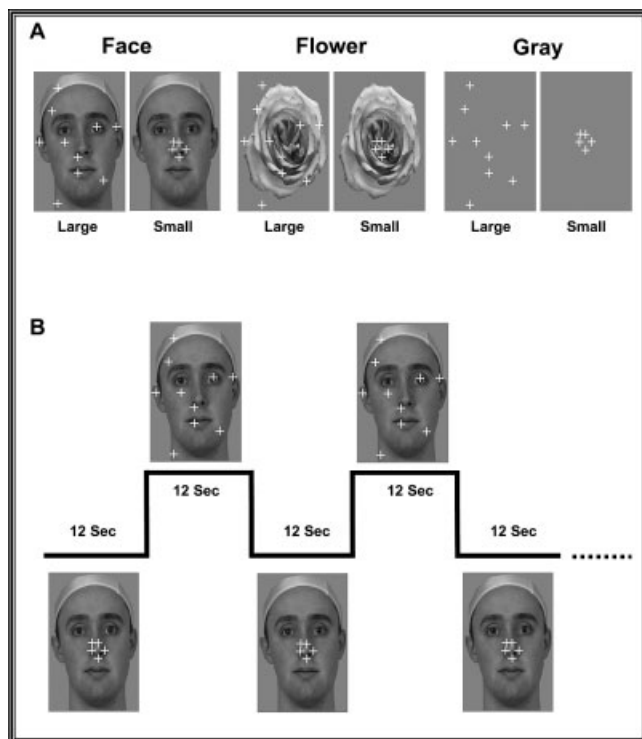 A
Face Flower Gray
Large Small Large Small Large Small
B
12 Sec 12 Sec
12 Sec 12 Sec 12 Sec